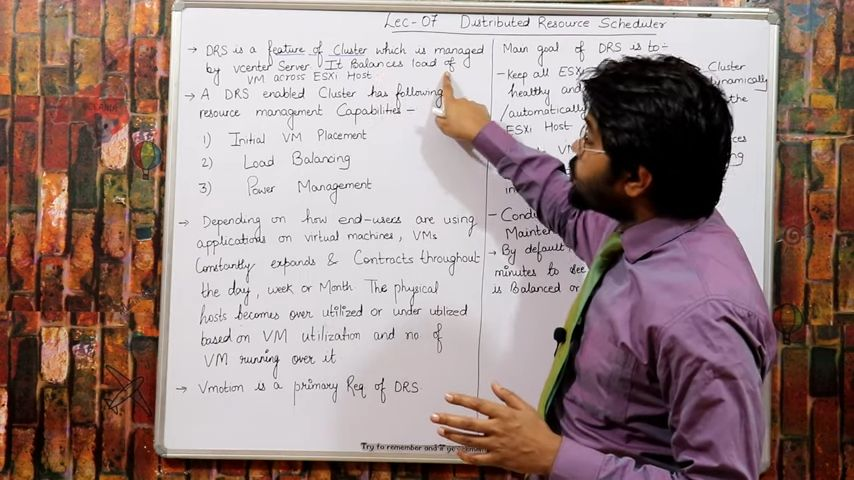 Lec-07 Distributed Resource Scheduler
→ DRS is a feature of Cluster which is managed
by vcenter Server. It Balances load of
VM across ESXi Host
→ A DRS enabled Cluster has following
resource management Capabilities -
1) Initial VM Placement
2) Load Balancing
3) Power Management
→ Depending on how end-users are using
applications on virtual machines, VMs
Constantly expands & Contracts throughout
the day, week or Month. The physical
hosts becomes over utilized or under utilized
based on VM utilization and no. of
VM running over it.
→ Vmotion is a primary Req of DRS.
Main goal of DRS is to:-
- Keep all ESXi Cluster
healthy and dynamically
/automatically the
ESXi Host
VM
- Cond
Mainten
→ By default
minutes to see
is Balanced or
Try to remember and
OCEANIE